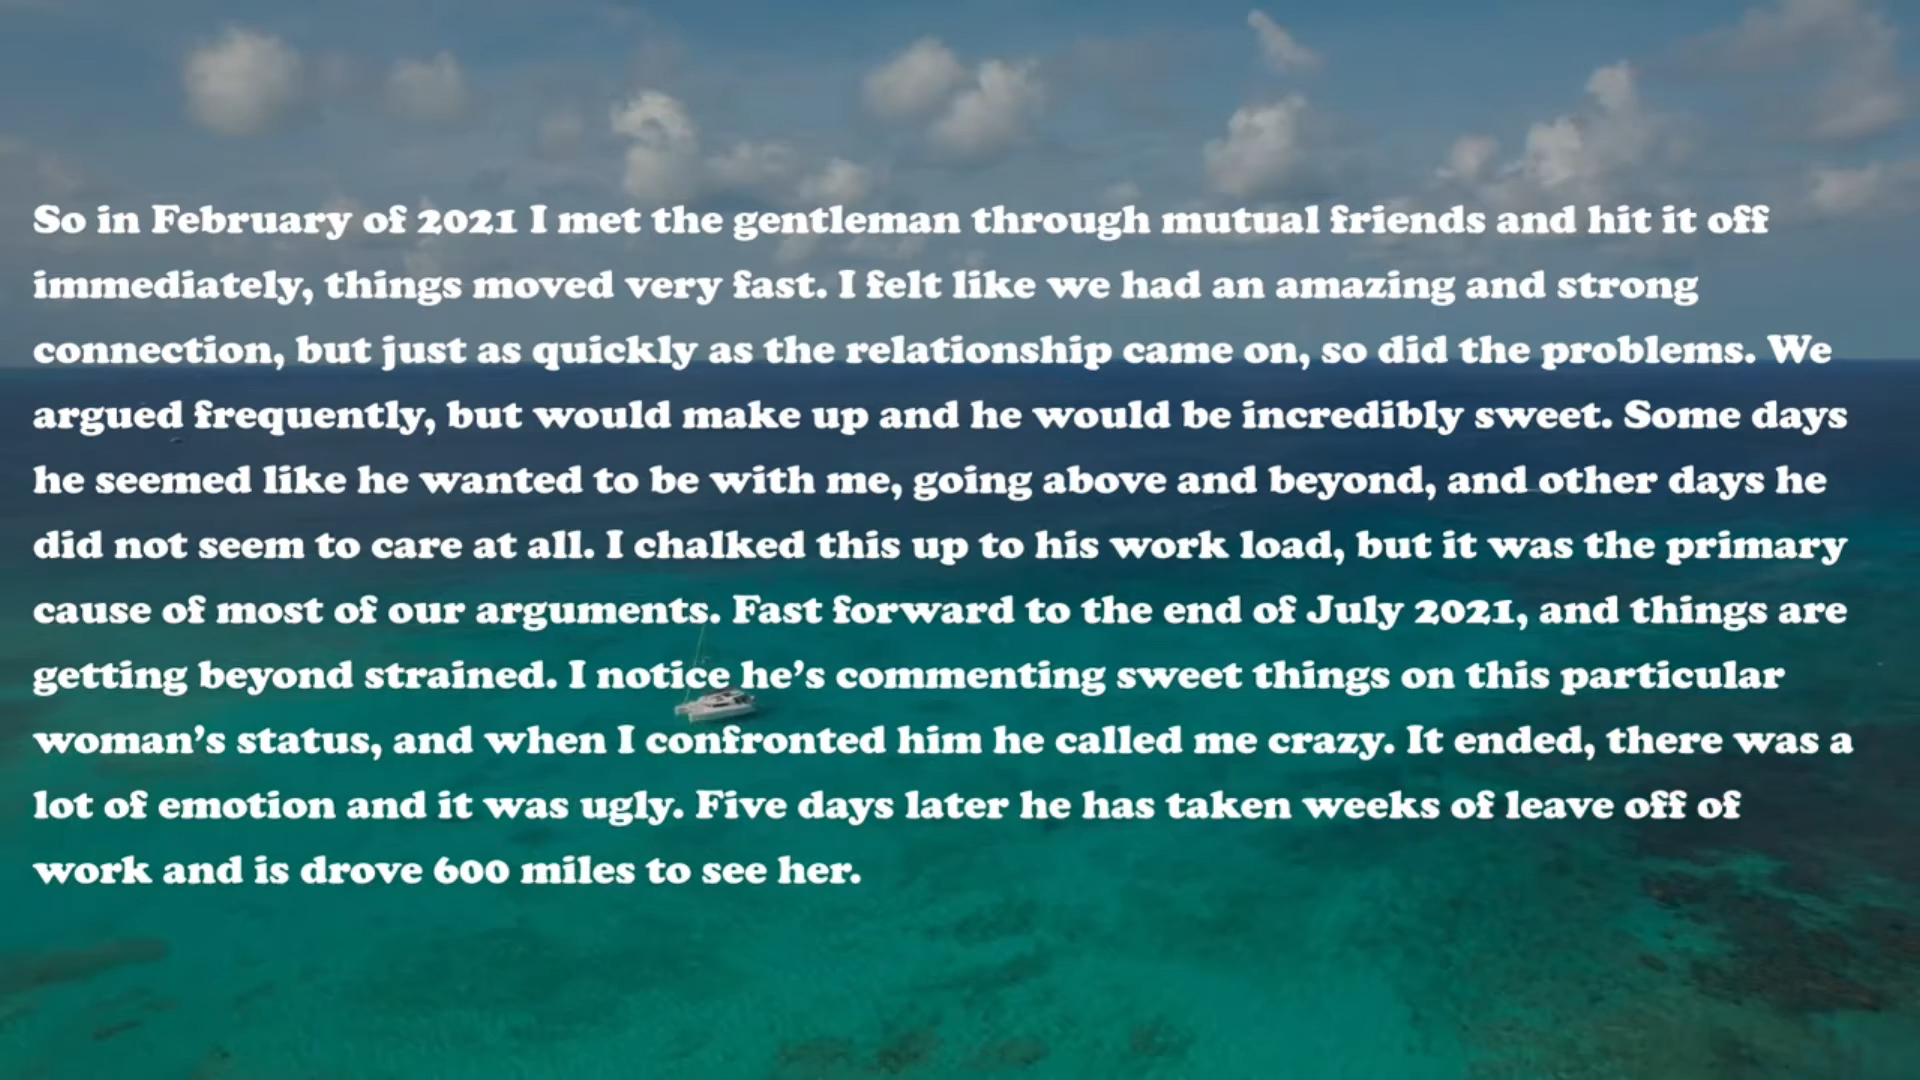 So in February of 2021 I met the gentleman through mutual friends and hit it off
immediately, things moved very fast. I felt like we had an amazing and strong
connection, but just as quickly as the relationship came on, so did the problems. We
argued frequently, but would make up and he would be incredibly sweet. Some days
he seemed like he wanted to be with me, going above and beyond, and other days he
did not seem to care at all. I chalked this up to his work load, but it was the primary
cause of most of our arguments. Fast forward to the end of July 2021, and things are
getting beyond strained. I notice he’s commenting sweet things on this particular
woman’s status, and when I confronted him he called me crazy. It ended, there was a
lot of emotion and it was ugly. Five days later he has taken weeks of leave off of
work and is drove 600 miles to see her.